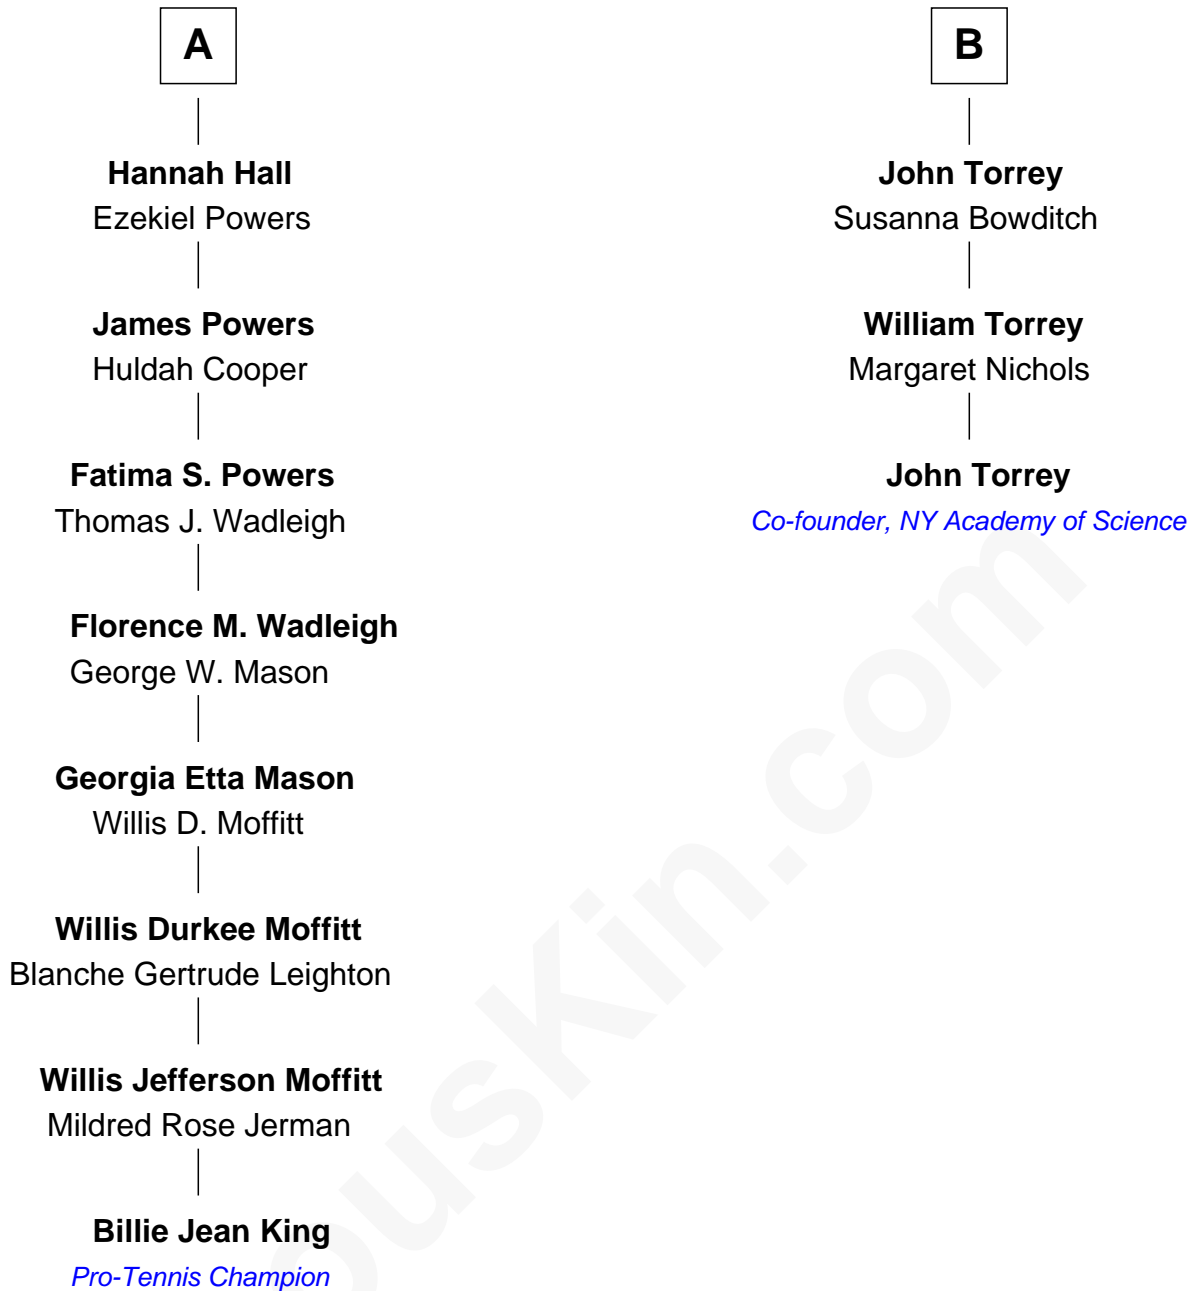 A
Hannah Hall
Ezekiel Powers
James Powers
Huldah Cooper
Fatima S. Powers
Thomas J. Wadleigh
Florence M. Wadleigh
George W. Mason
Georgia Etta Mason
Willis D. Moffitt
Willis Durkee Moffitt
Blanche Gertrude Leighton
Willis Jefferson Moffitt
Mildred Rose Jerman
Billie Jean King
Pro-Tennis Champion
B
John Torrey
Susanna Bowditch
William Torrey
Margaret Nichols
John Torrey
Co-founder, NY Academy of Science
ousKin.com